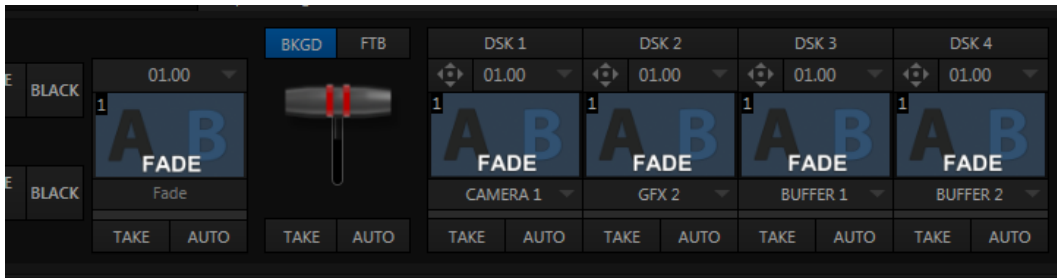 BKGD FTB DSK 1 DSK 2 DSK 3 DSK 4
BLACK 01.00 01.00 01.00 01.00 01.00
1 A B FADE 1 A B FADE 1 A B FADE 1 A B FADE 1 A B FADE
BLACK Fade CAMERA 1 GFX 2 BUFFER 1 BUFFER 2
TAKE AUTO TAKE AUTO TAKE AUTO TAKE AUTO TAKE AUTO TAKE AUTO